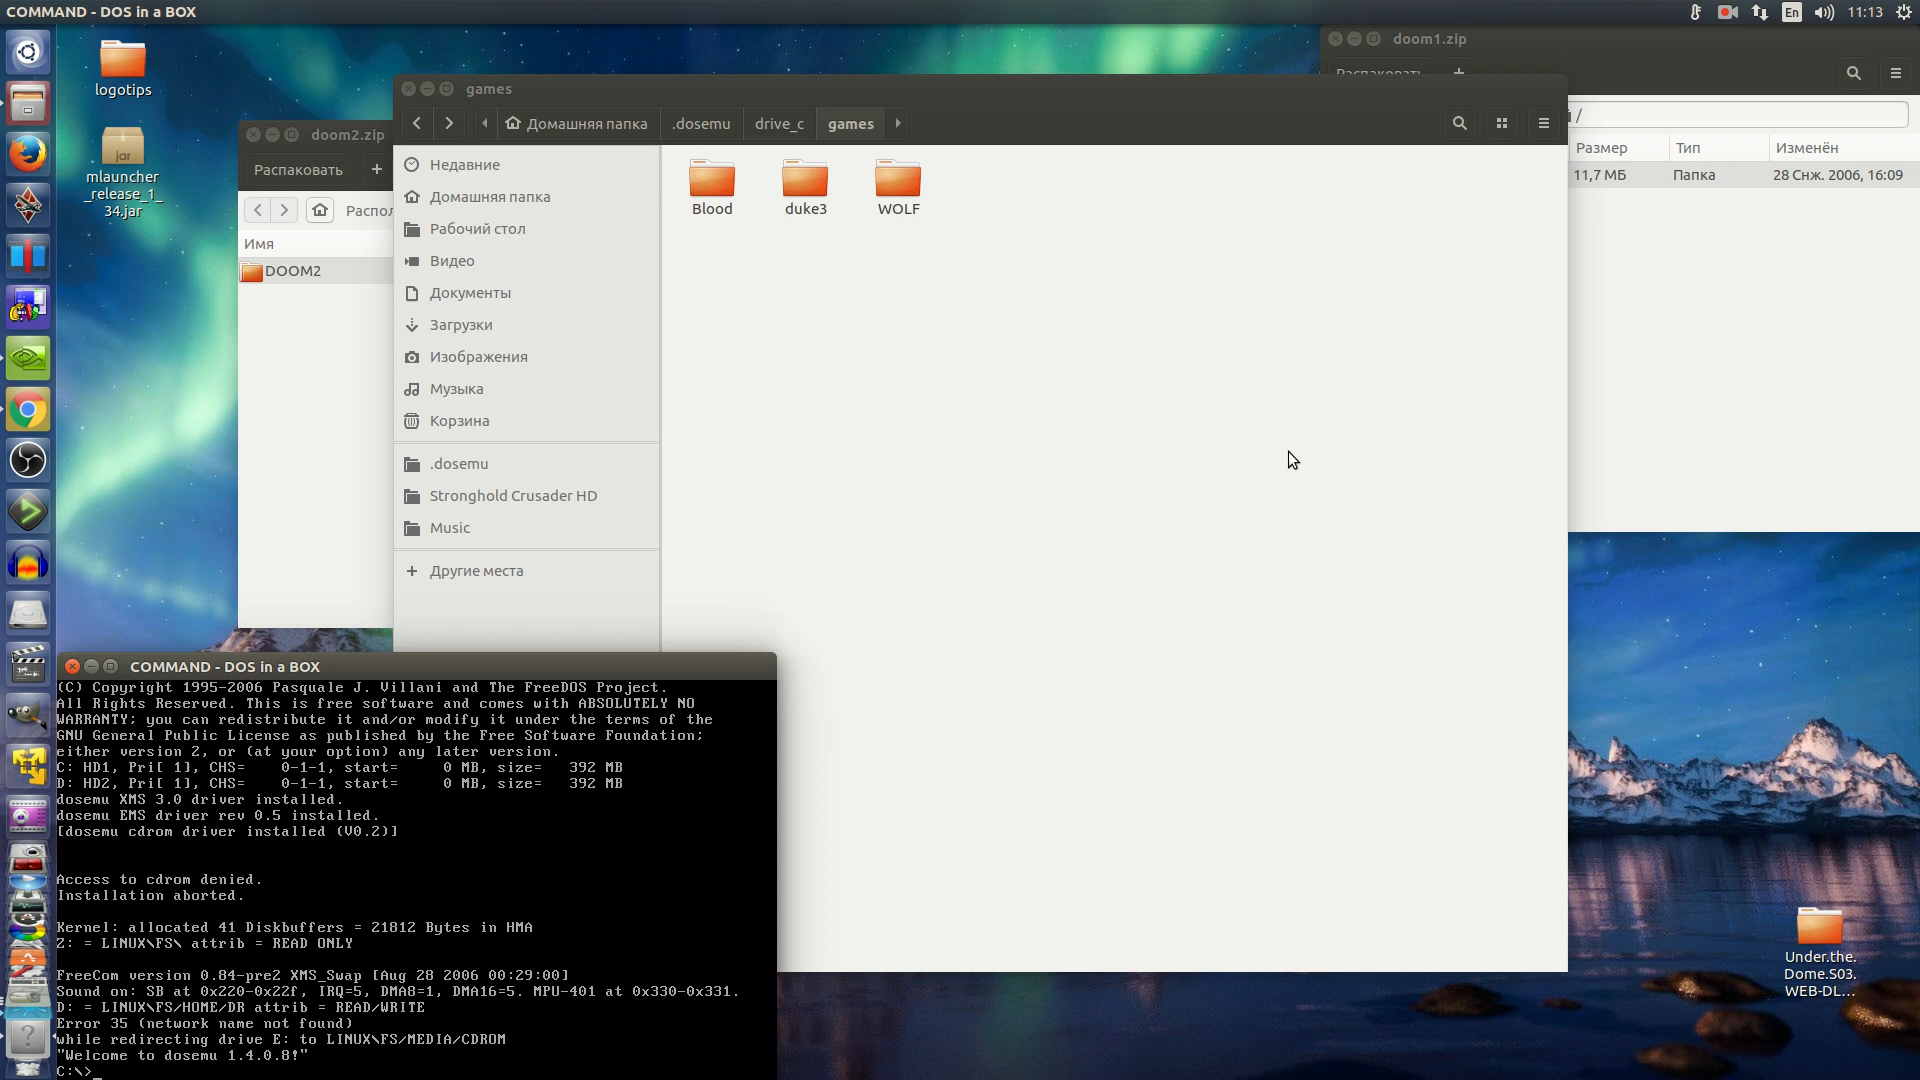 COMMAND - DOS in a BOX
En
11:13
logotips
jar
mlauncher
_release_1_
34.jar
doom1.zip
Распаковать
+
/
Размер
Тип
Изменён
11,7 МБ
Папка
28 Снж. 2006, 16:09
doom2.zip
Распаковать
+
Имя
DOOM2
games
Домашняя папка
.dosemu
drive_c
games
Недавние
Домашняя папка
Рабочий стол
Видео
Документы
Загрузки
Изображения
Музыка
Корзина
.dosemu
Stronghold Crusader HD
Music
+ Другие места
Blood
duke3
WOLF
COMMAND - DOS in a BOX
(C) Copyright 1995-2006 Pasquale J. Villani and The FreeDOS Project.
All Rights Reserved. This is free software and comes with ABSOLUTELY NO
WARRANTY; you can redistribute it and/or modify it under the terms of the
GNU General Public License as published by the Free Software Foundation;
either version 2, or (at your option) any later version.
C: HD1, Pri[ 1], CHS=    0-1-1, start=     0 MB, size=   392 MB
D: HD2, Pri[ 1], CHS=    0-1-1, start=     0 MB, size=   392 MB
dosemu XMS 3.0 driver installed.
dosemu EMS driver rev 0.5 installed.
[dosemu cdrom driver installed (V0.2)]
Access to cdrom denied.
Installation aborted.
Kernel: allocated 41 Diskbuffers = 21812 Bytes in HMA
Z: = LINUX\FS\ attrib = READ ONLY
FreeCom version 0.84-pre2 XMS_Swap [Aug 28 2006 00:29:00]
Sound on: SB at 0x220-0x22f, IRQ=5, DMA8=1, DMA16=5. MPU-401 at 0x330-0x331.
D: = LINUX\FS/HOME/DR attrib = READ/WRITE
Error 35 (network name not found)
while redirecting drive E: to LINUX\FS/MEDIA/CDROM
"Welcome to dosemu 1.4.0.8!"
C:\>_
Under.the.
Dome.S03.
WEB-DL...